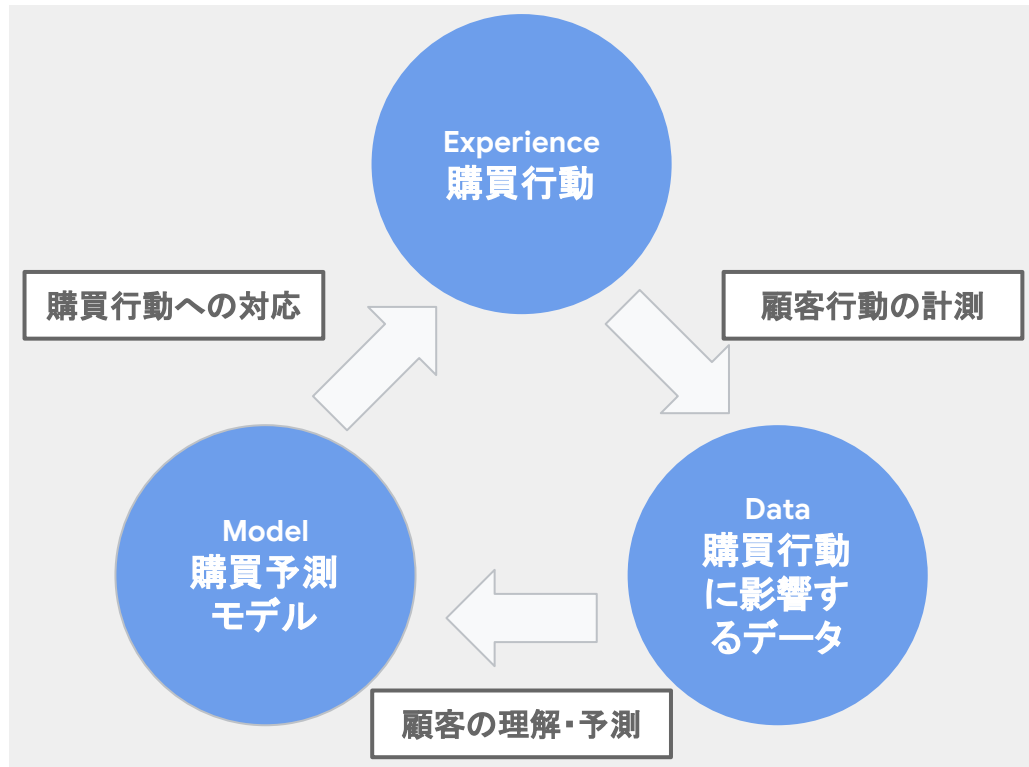 Experience
購買行動
購買行動への対応
顧客行動の計測
Model
購買予測
モデル
Data
購買行動
に影響す
るデータ
顧客の理解・予測